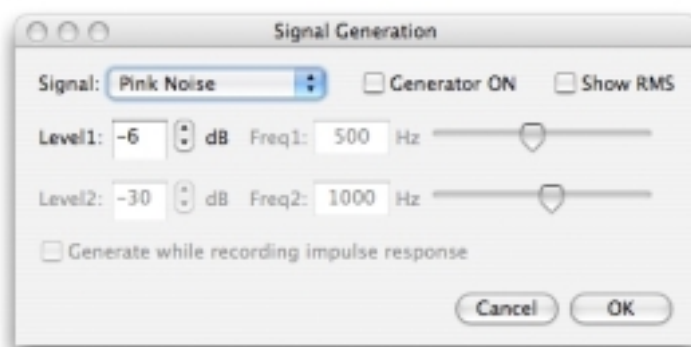 Signal Generation
Signal: Pink Noise Generator ON Show RMS
Level1: -6 dB Freq1: 500 Hz
Level2: -30 dB Freq2: 1000 Hz
Generate while recording impulse response
Cancel OK